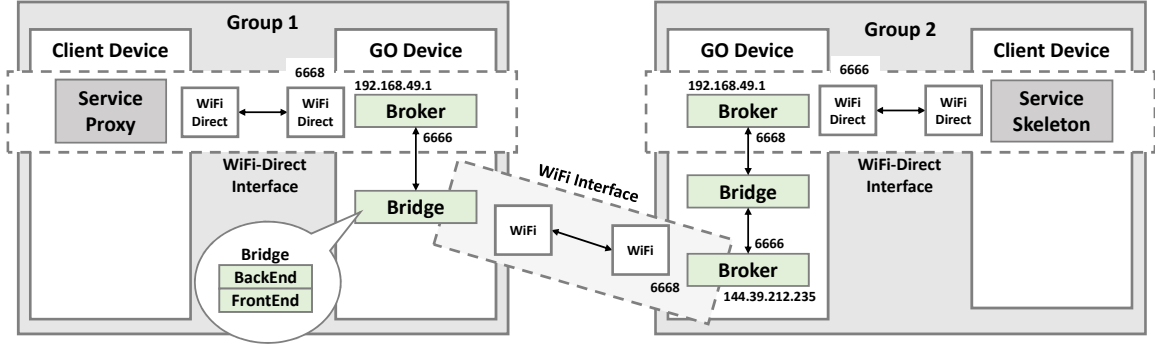 Group 1
Client Device
GO Device
6668
192.168.49.1
Service
Proxy
WiFi
Direct
WiFi
Direct
Broker
6666
WiFi-Direct
Interface
Bridge
Bridge
BackEnd
FrontEnd
WiFi Interface
WiFi
WiFi
6668
Group 2
GO Device
Client Device
6666
192.168.49.1
Broker
WiFi
Direct
WiFi
Direct
Service
Skeleton
6668
WiFi-Direct
Interface
Bridge
6666
Broker
144.39.212.235